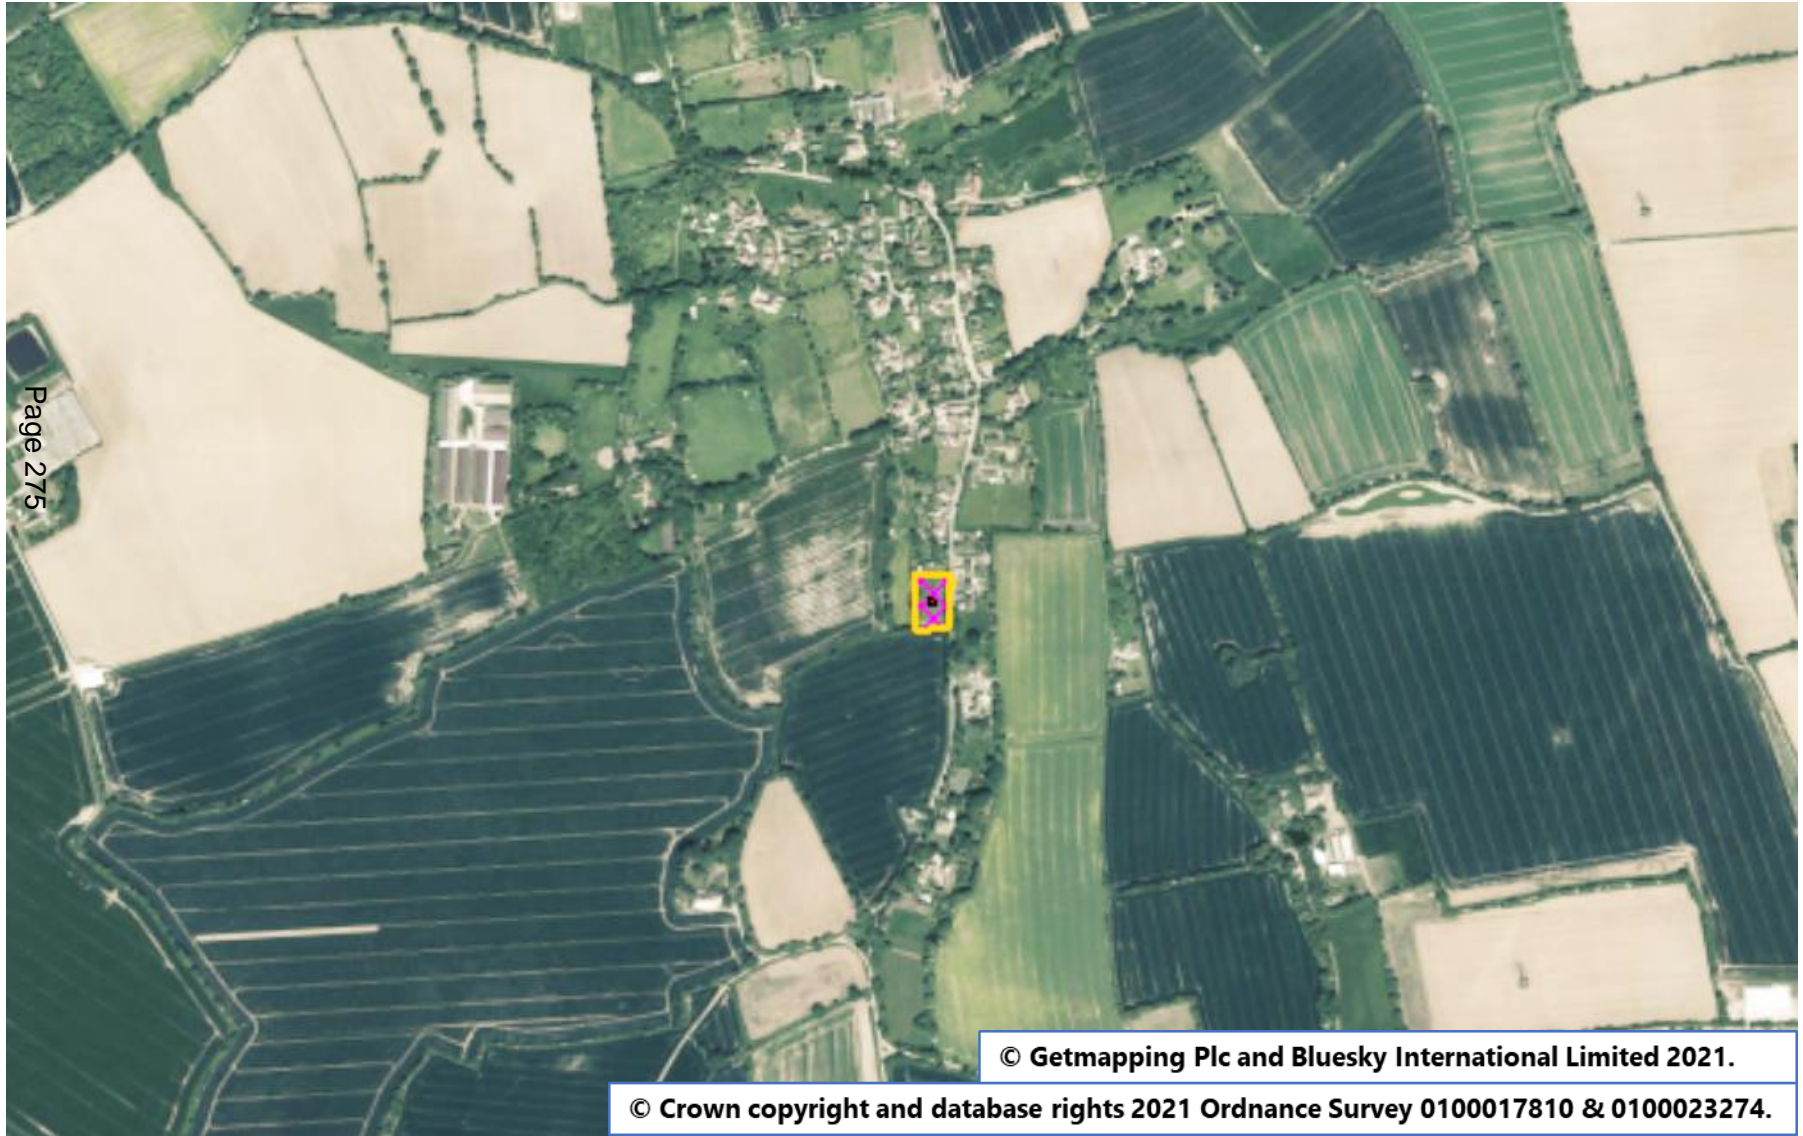 Page 275
© Getmapping Plc and Bluesky International Limited 2021.
© Crown copyright and database rights 2021 Ordnance Survey 0100017810 & 0100023274.